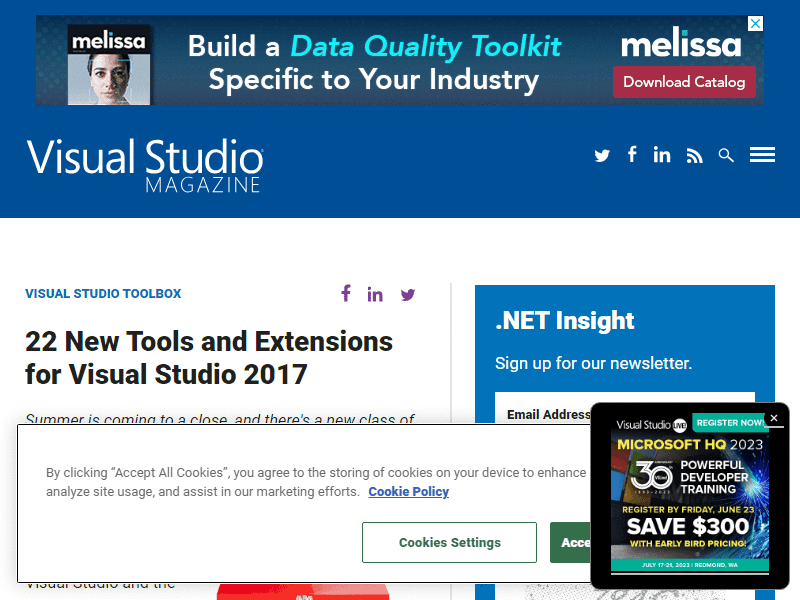 melissa
Build a Data Quality Toolkit
Specific to Your Industry
melissa
Download Catalog
Visual Studio
MAGAZINE
VISUAL STUDIO TOOLBOX
22 New Tools and Extensions
for Visual Studio 2017
Summer is coming to a close, and there's a new class of
.NET Insight
Sign up for our newsletter.
Email Address
By clicking “Accept All Cookies”, you agree to the storing of cookies on your device to enhance
analyze site usage, and assist in our marketing efforts. Cookie Policy
Cookies Settings
Acce
Visual Studio and the
Visual Studio LIVE!
REGISTER NOW!
MICROSOFT HQ 2023
30
POWERFUL
DEVELOPER
TRAINING
REGISTER BY FRIDAY, JUNE 23
SAVE $300
WITH EARLY BIRD PRICING!
JULY 17-21, 2023 | REDMOND, WA